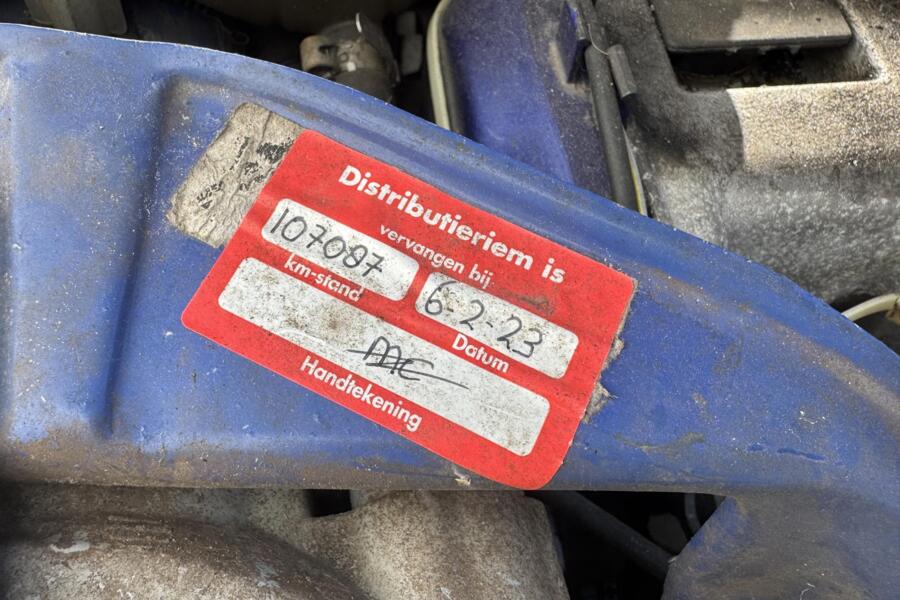 Distributieriem is
vervangen bij
107087
6-2-23
km-stand
Datum
Handtekening